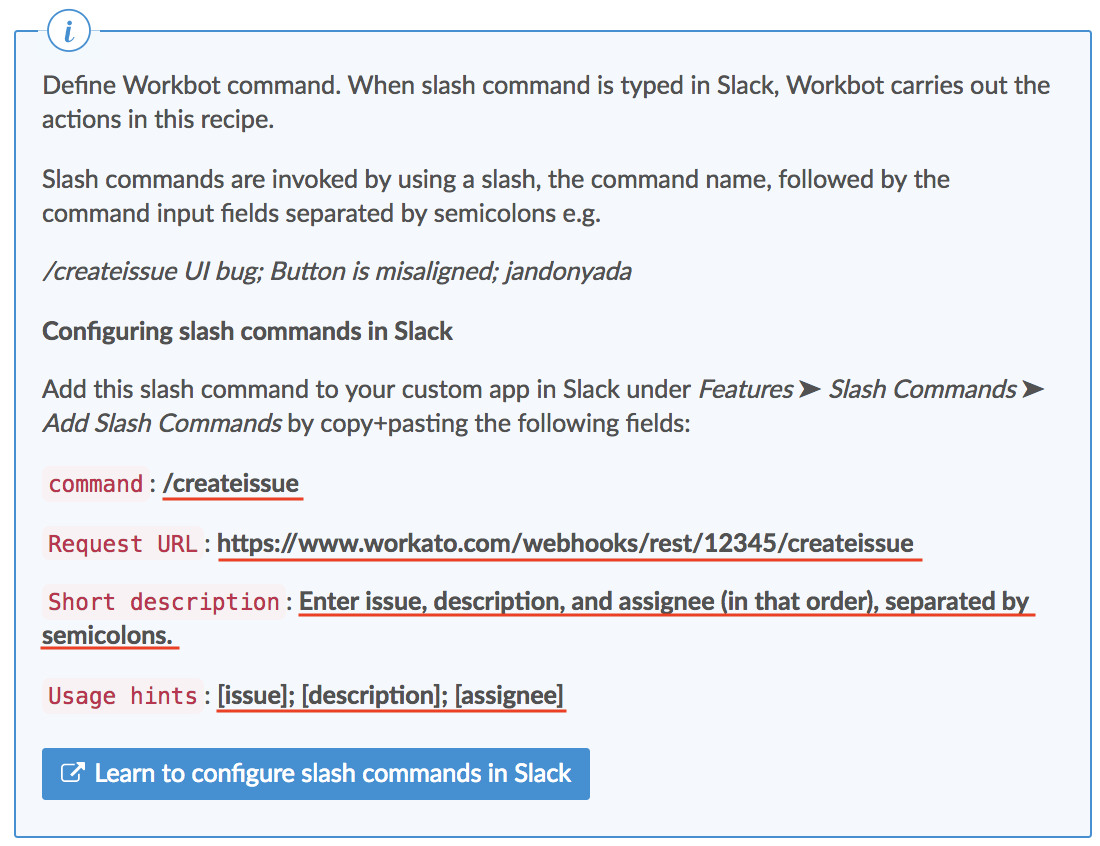 i
Define Workbot command. When slash command is typed in Slack, Workbot carries out the
actions in this recipe.
Slash commands are invoked by using a slash, the command name, followed by the
command input fields separated by semicolons e.g.
/createissue UI bug; Button is misaligned; jandonyada
Configuring slash commands in Slack
Add this slash command to your custom app in Slack under Features ➤ Slash Commands ➤
Add Slash Commands by copy+pasting the following fields:
command : /createissue
Request URL : https://www.workato.com/webhooks/rest/12345/createissue
Short description : Enter issue, description, and assignee (in that order), separated by
semicolons.
Usage hints : [issue]; [description]; [assignee]
Learn to configure slash commands in Slack